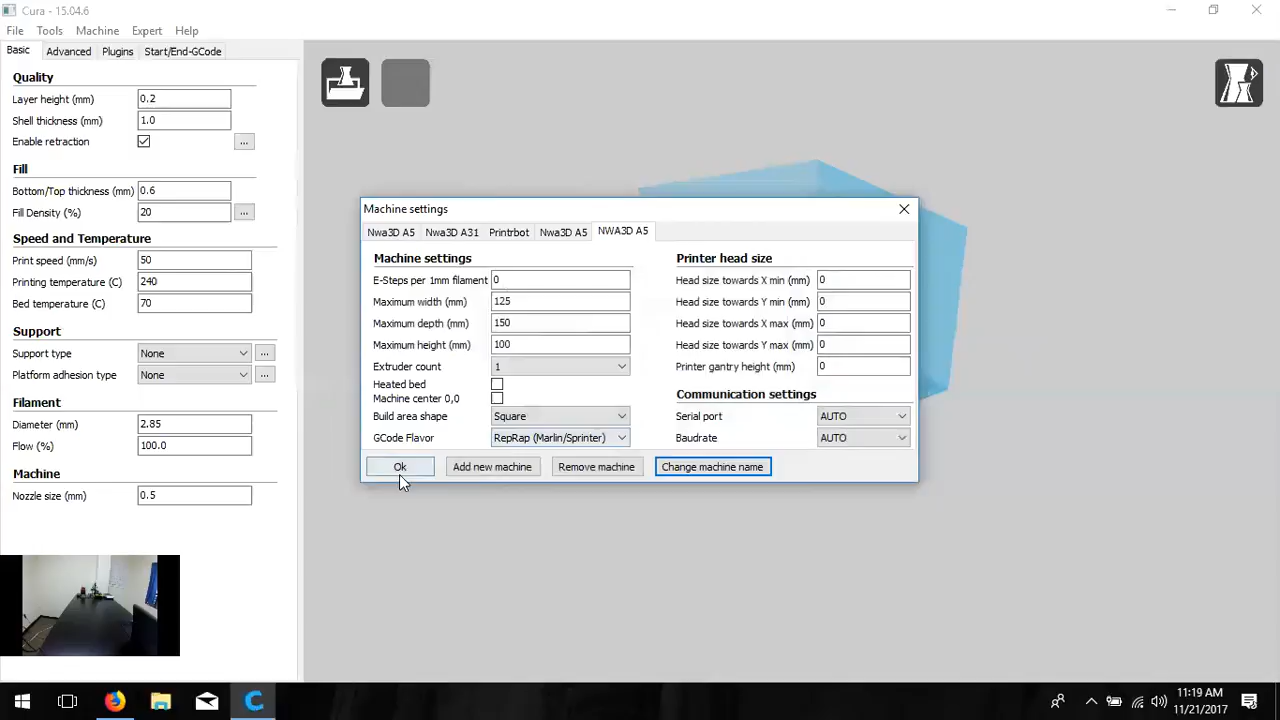 Cura - 15.04.6
File Tools Machine Expert Help
Basic Advanced Plugins Start/End-GCode
Quality
Layer height (mm) 0.2
Shell thickness (mm) 1.0
Enable retraction ...
Fill
Bottom/Top thickness (mm) 0.6
Fill Density (%) 20 ...
Speed and Temperature
Print speed (mm/s) 50
Printing temperature (C) 240
Bed temperature (C) 70
Support
Support type None ...
Platform adhesion type None ...
Filament
Diameter (mm) 2.85
Flow (%) 100.0
Machine
Nozzle size (mm) 0.5
Machine settings
Nwa3D A5 Nwa3D A31 Printrbot Nwa3D A5 NWA3D A5
Machine settings
E-Steps per 1mm filament 0
Maximum width (mm) 125
Maximum depth (mm) 150
Maximum height (mm) 100
Extruder count 1
Heated bed
Machine center 0,0
Build area shape Square
GCode Flavor RepRap (Marlin/Sprinter)
Printer head size
Head size towards X min (mm) 0
Head size towards Y min (mm) 0
Head size towards X max (mm) 0
Head size towards Y max (mm) 0
Printer gantry height (mm) 0
Communication settings
Serial port AUTO
Baudrate AUTO
Ok Add new machine Remove machine Change machine name
11:19 AM
11/21/2017